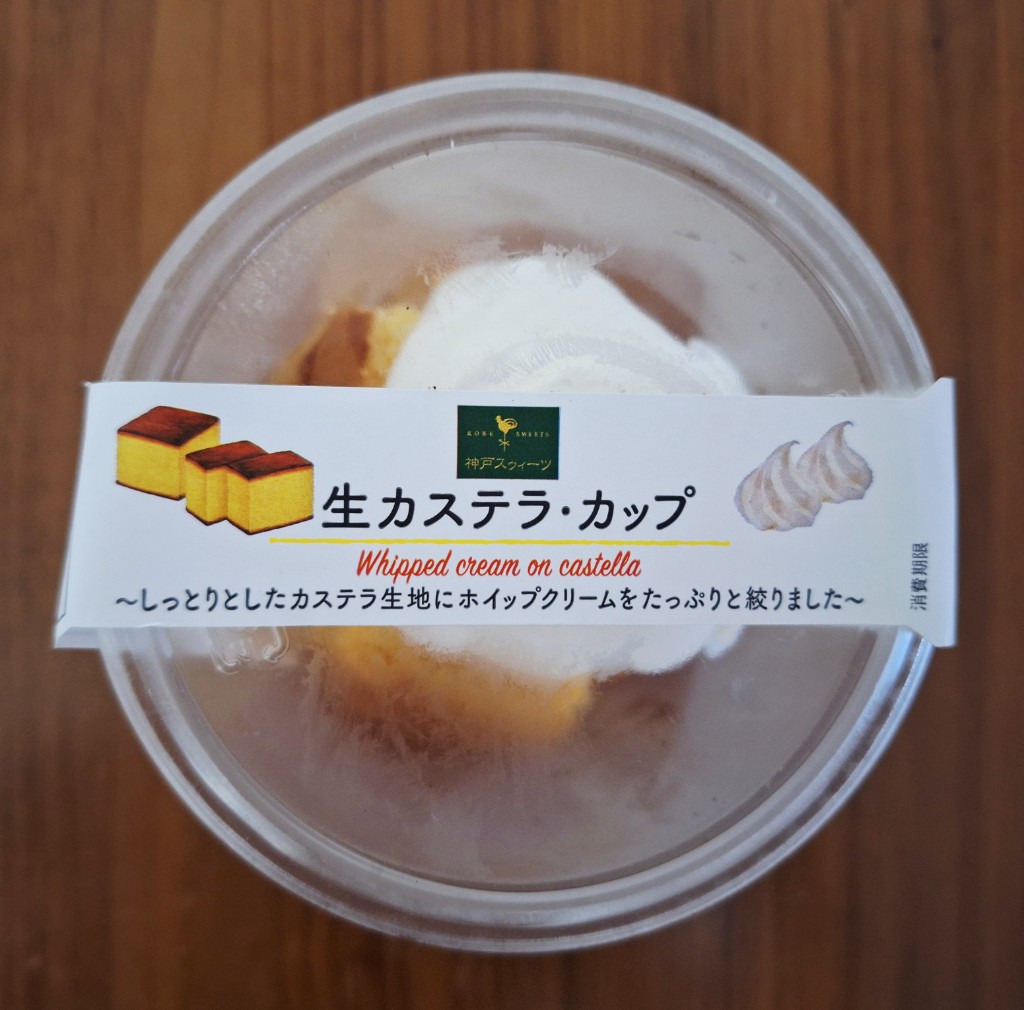 KOBE SWEETS
神戸スウィーツ
生カステラ・カップ
Whipped cream on castella
～しっとりとしたカステラ生地にホイップクリームをたっぷりと絞りました～
消費期限